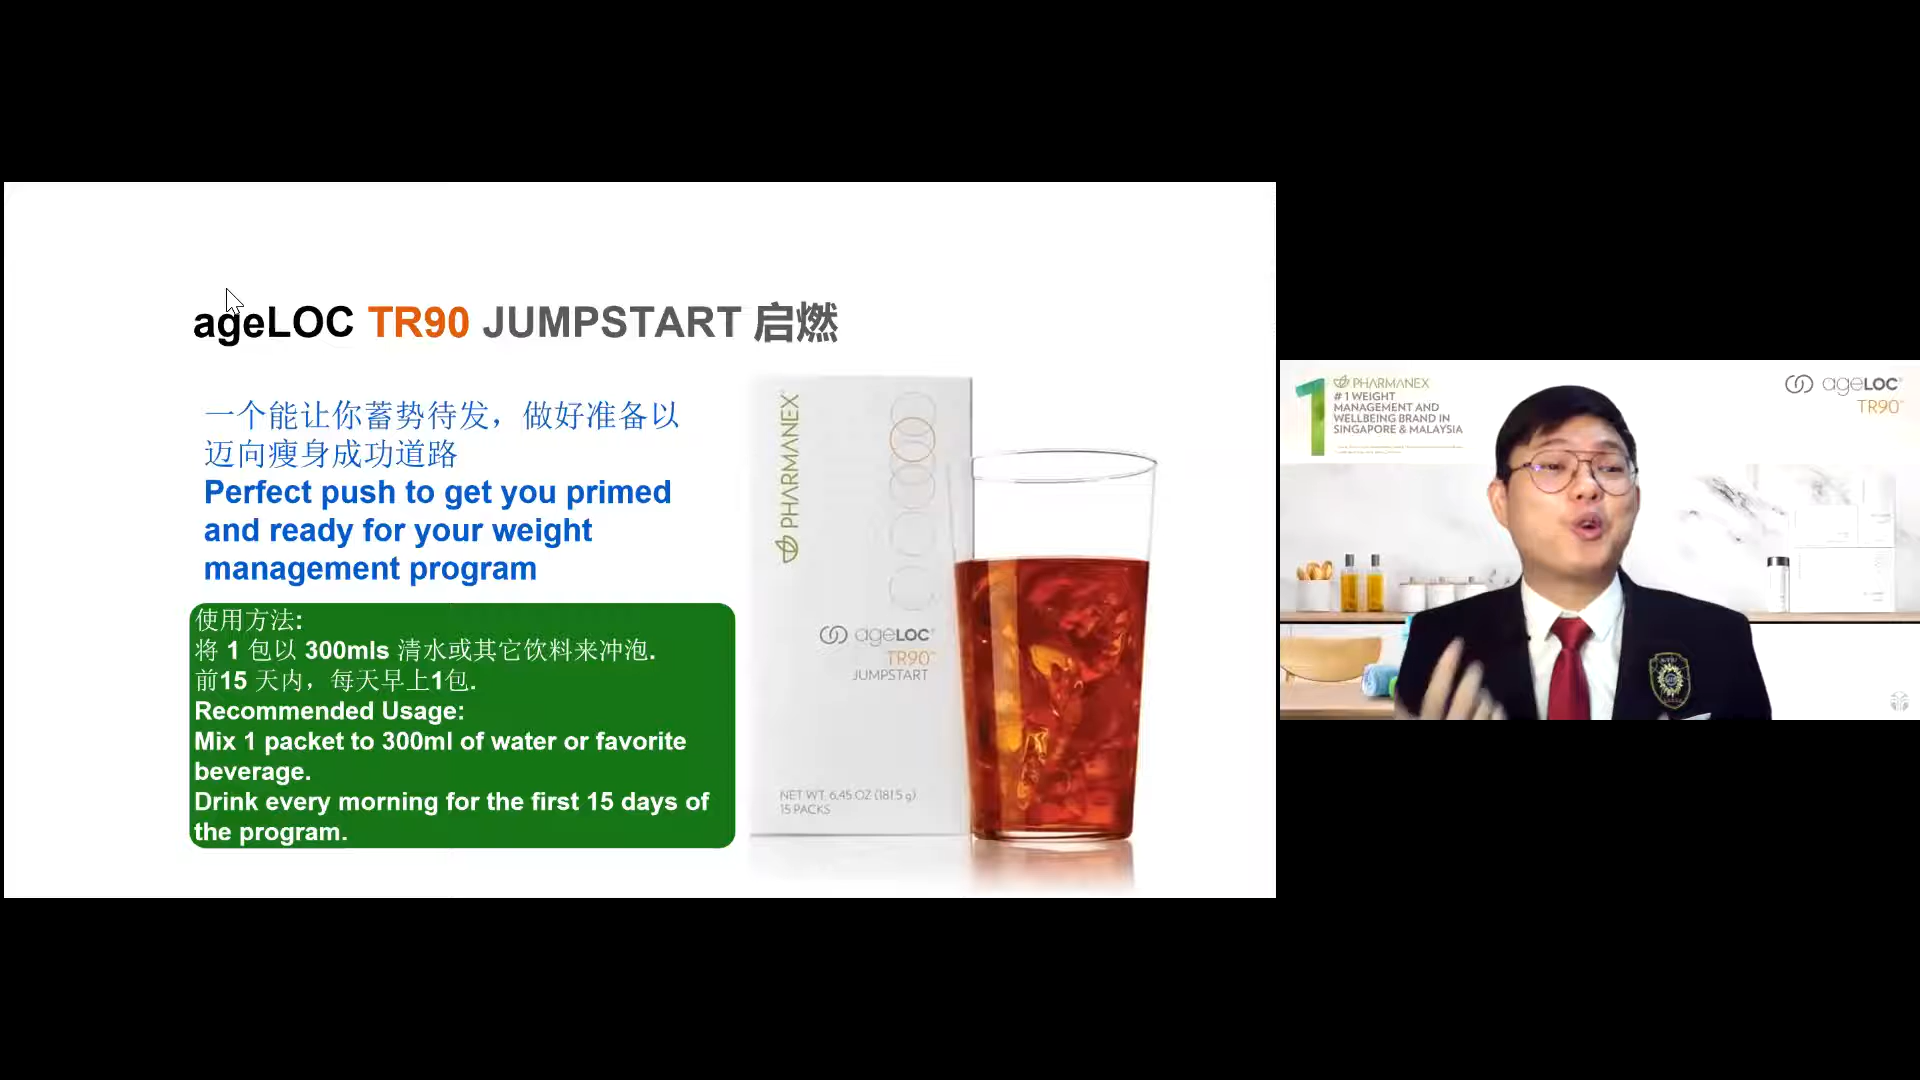 ageLOC TR90 JUMPSTART 启燃
一个能让你蓄势待发，做好准备以
迈向瘦身成功道路
Perfect push to get you primed
and ready for your weight
management program
使用方法:
将 1 包以 300mls 清水或其它饮料来冲泡.
前15 天内，每天早上1包.
Recommended Usage:
Mix 1 packet to 300ml of water or favorite
beverage.
Drink every morning for the first 15 days of
the program.
PHARMANEX
ageLOC
TR90™
JUMPSTART
NET WT. 6.45 OZ (181.5 g)
15 PACKS
1
PHARMANEX
#1 WEIGHT
MANAGEMENT AND
WELLBEING BRAND IN
SINGAPORE & MALAYSIA
ageLOC
TR90™